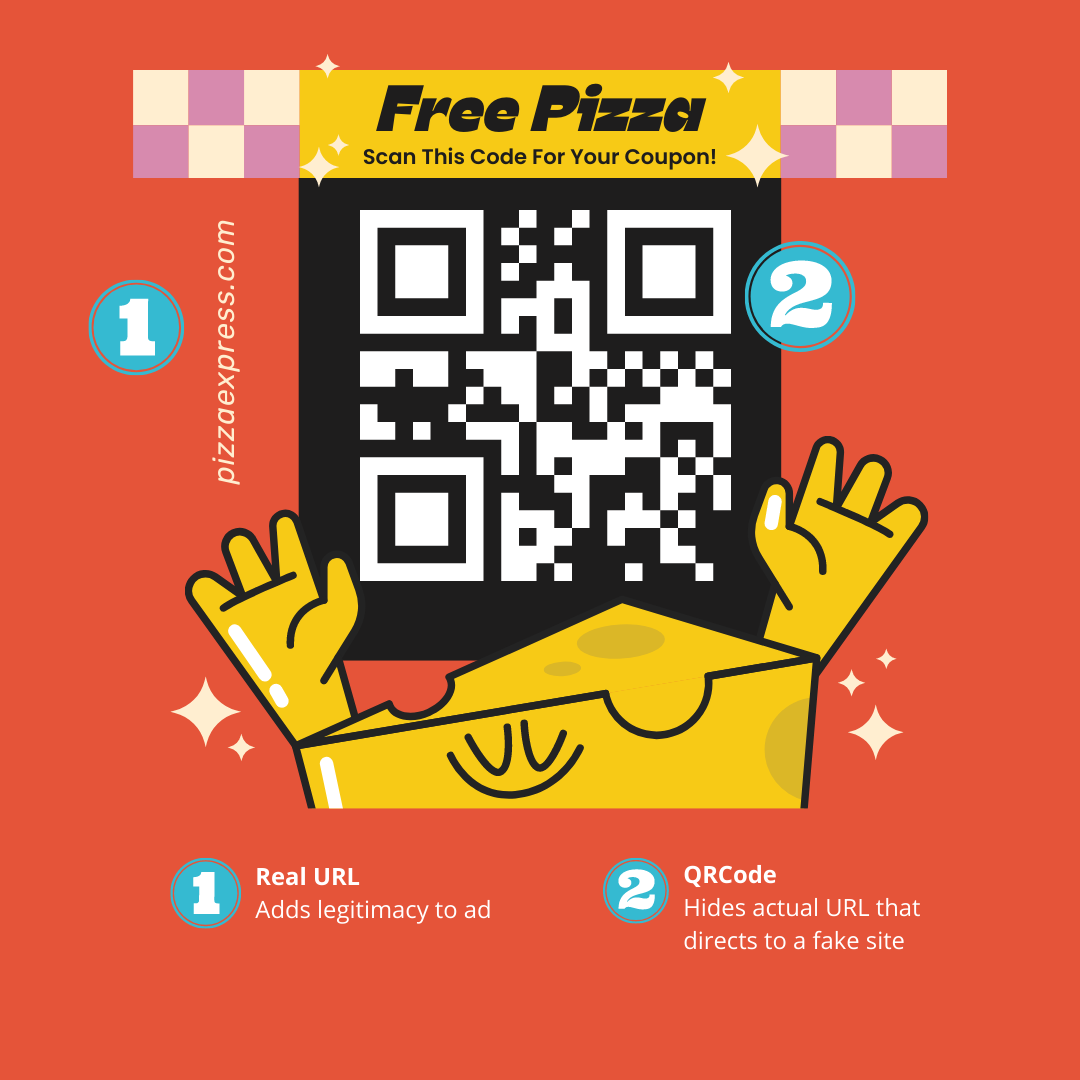 Free Pizza
Scan This Code For Your Coupon!
pizzaexpress.com
1
2
1
Real URL
Adds legitimacy to ad
2
QRCode
Hides actual URL that
directs to a fake site